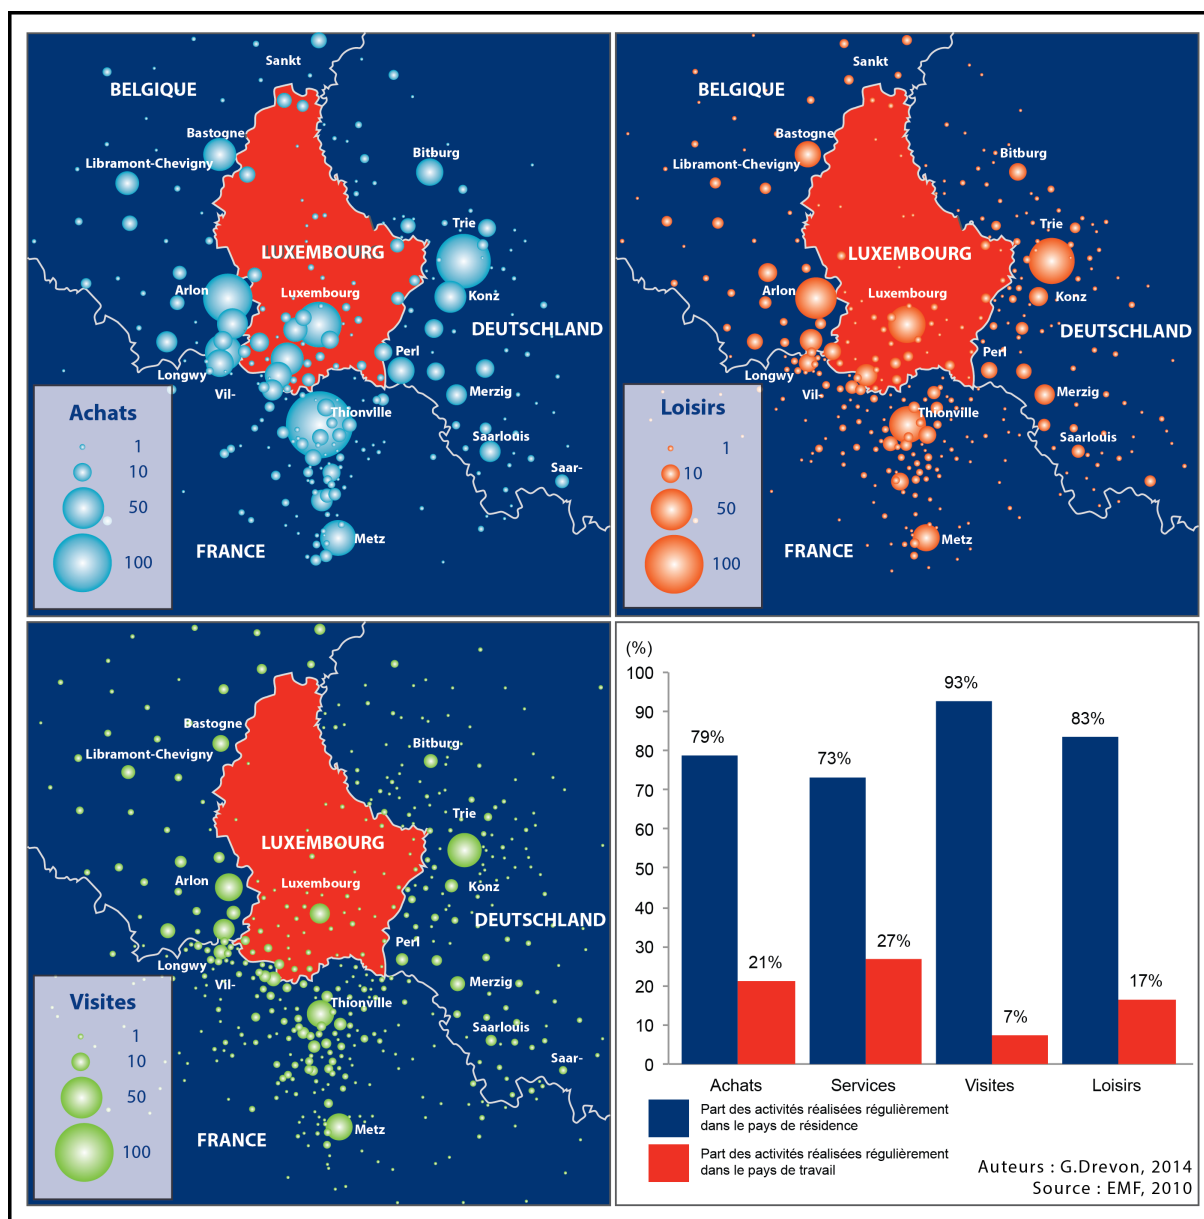 Sankt
BELGIQUE
Bastogne
Libramont-Chevigny
Bitburg
Trie
LUXEMBOURG
Arlon
Luxembourg
Konz
DEUTSCHLAND
Longwy
Perl
Vil-
Merzig
Thionville
Saarlouis
Saar-
FRANCE
Metz
Achats
1
10
50
100
Sankt
BELGIQUE
Bastogne
Libramont-Chevigny
Bitburg
Trie
LUXEMBOURG
Arlon
Luxembourg
Konz
DEUTSCHLAND
Longwy
Perl
Vil-
Merzig
Thionville
Saarlouis
FRANCE
Metz
Loisirs
1
10
50
100
Bastogne
Libramont-Chevigny
Bitburg
Trie
LUXEMBOURG
Arlon
Luxembourg
Konz
DEUTSCHLAND
Longwy
Perl
VIl-
Merzig
Thionville
Saarlouis
Saar-
FRANCE
Metz
Visites
1
10
50
100
(%)
100
90
80
70
60
50
40
30
20
10
0
79%
21%
73%
27%
93%
7%
83%
17%
Achats
Services
Visites
Loisirs
Part des activités réalisées régulièrement
dans le pays de résidence
Part des activités réalisées régulièrement
dans le pays de travail
Auteurs : G.Drevon, 2014
Source : EMF, 2010